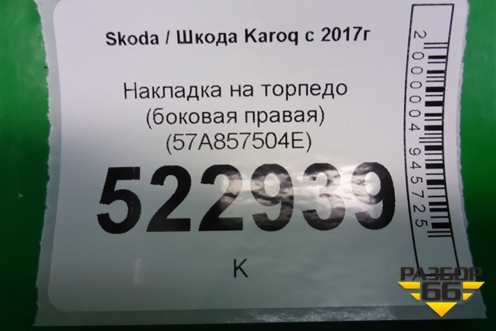 Skoda / Шкода Karoq с 2017г
Накладка на торпедо
(боковая правая)
(57A857504E)
522939
K
2000004945725
РАЗБОР
66